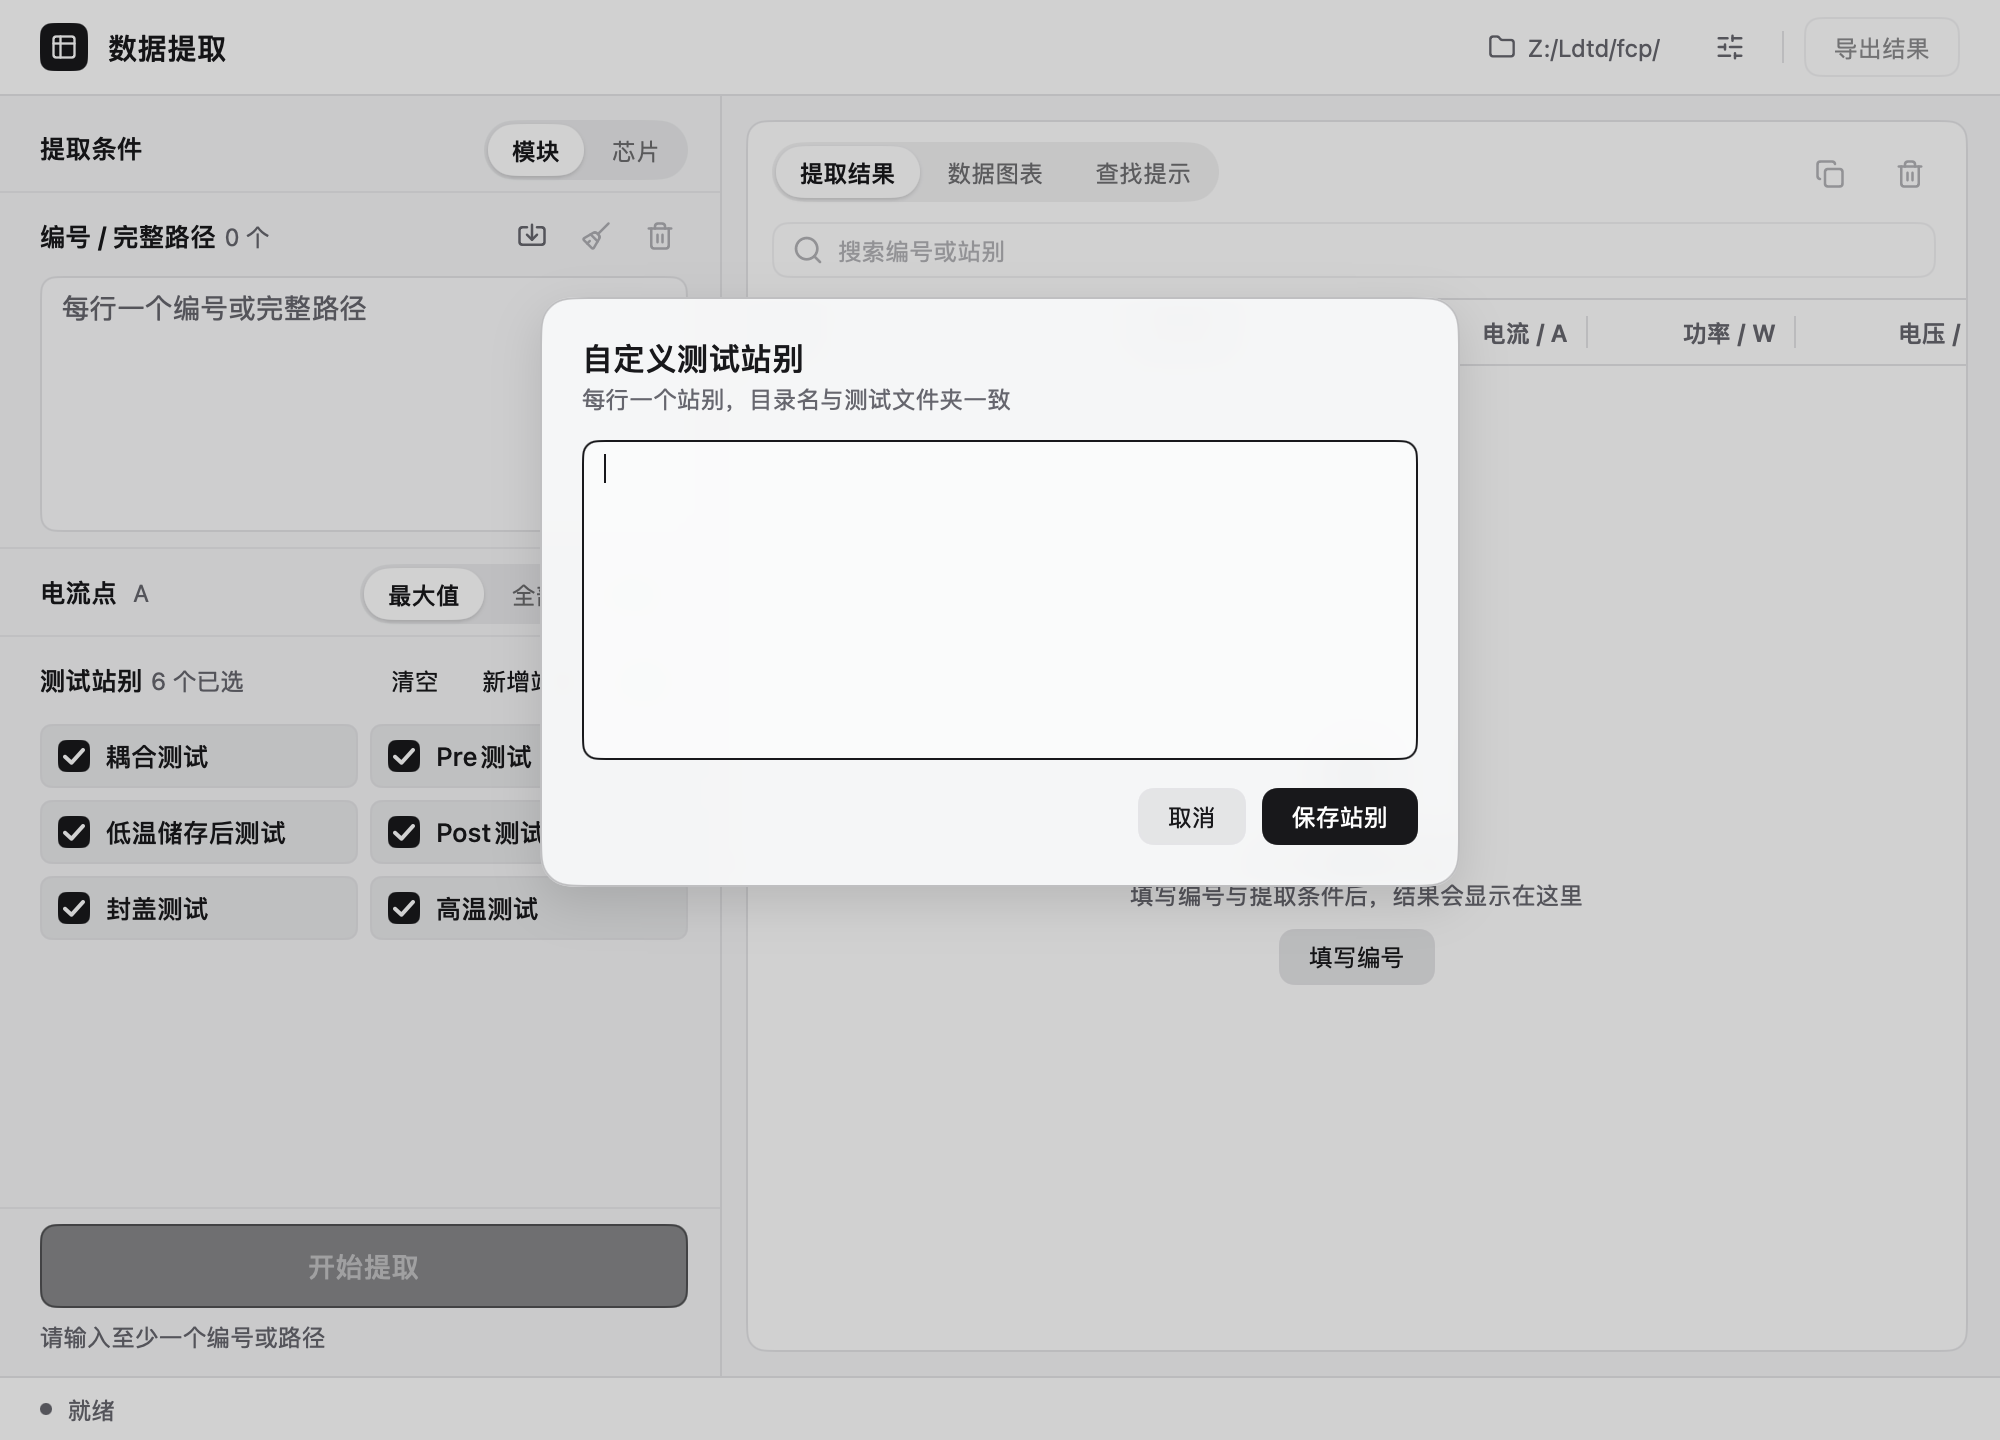 数据提取
Z:/Ldtd/fcp/
导出结果
提取条件
模块
芯片
编号 / 完整路径 0 个
每行一个编号或完整路径
电流点 A
最大值
测试站别 6 个已选
清空
新增
耦合测试
Pre 测试
低温储存后测试
Post 测试
封盖测试
高温测试
开始提取
请输入至少一个编号或路径
提取结果
数据图表
查找提示
搜索编号或站别
电流 / A
功率 / W
电压 /
自定义测试站别
每行一个站别，目录名与测试文件夹一致
取消
保存站别
填写编号与提取条件后，结果会显示在这里
填写编号
就绪